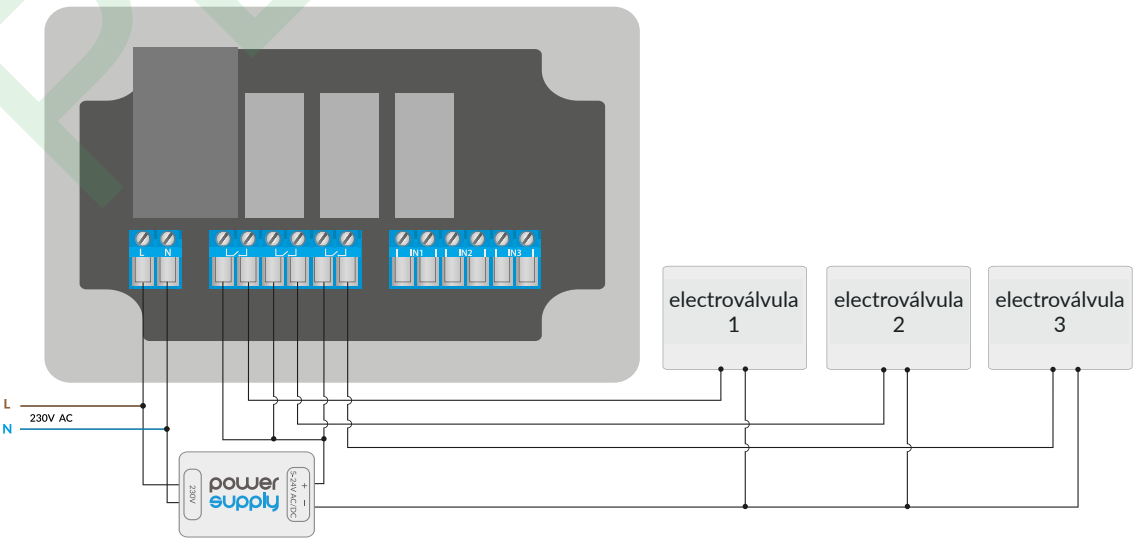 L
N
IN1
IN2
IN3
electroválvula
1
electroválvula
2
electroválvula
3
L
230V AC
N
230V
power
supply
5-24V AC/DC
+
−